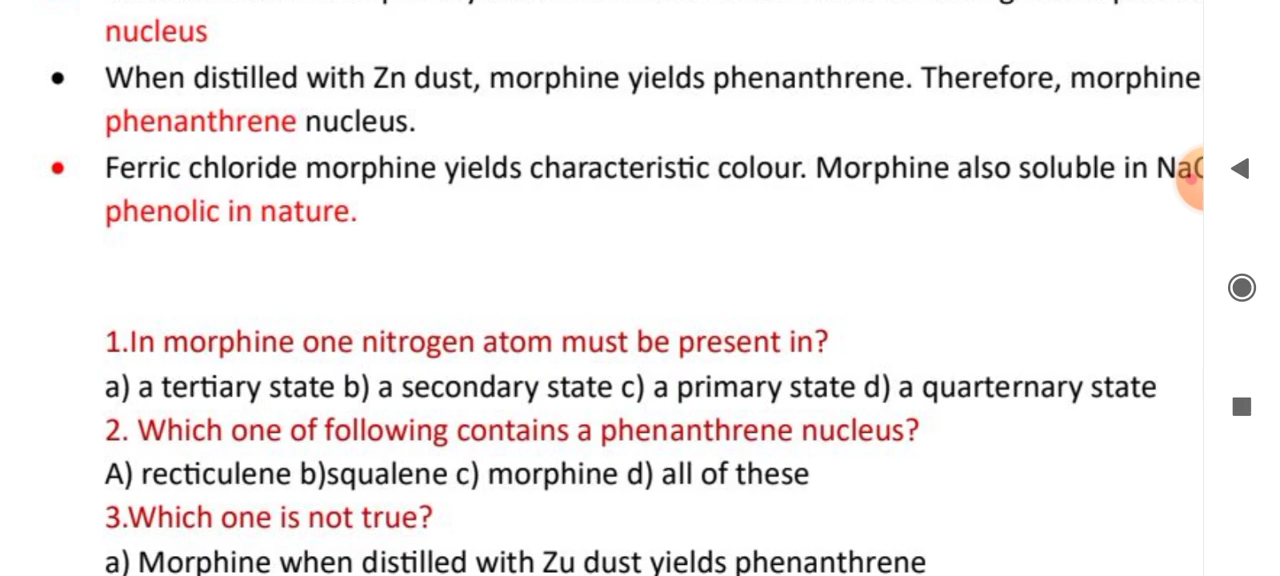 nucleus
• When distilled with Zn dust, morphine yields phenanthrene. Therefore, morphine
phenanthrene nucleus.
• Ferric chloride morphine yields characteristic colour. Morphine also soluble in
phenolic in nature.
1.In morphine one nitrogen atom must be present in?
a) a tertiary state b) a secondary state c) a primary state d) a quarternary state
2. Which one of following contains a phenanthrene nucleus?
A) recticulene b)squalene c) morphine d) all of these
3.Which one is not true?
a) Morphine when distilled with Zu dust yields phenanthrene